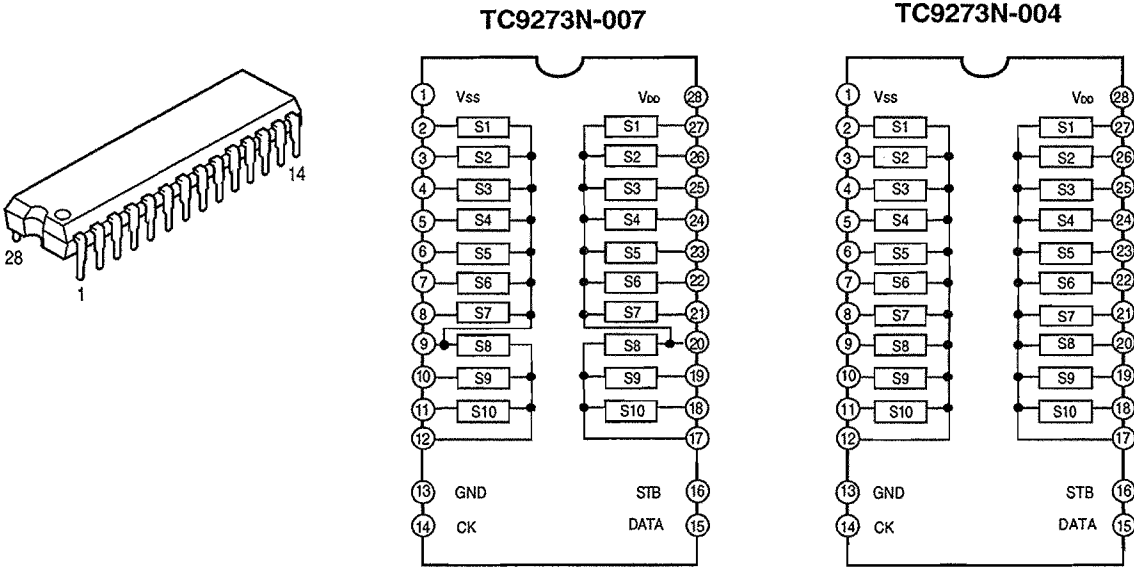 TC9273N-007
TC9273N-004
14
28
1
1 VSS VDD 28
2 S1 S1 27
3 S2 S2 26
4 S3 S3 25
5 S4 S4 24
6 S5 S5 23
7 S6 S6 22
8 S7 S7 21
9 S8 S8 20
10 S9 S9 19
11 S10 S10 18
12 17
13 GND STB 16
14 CK DATA 15
1 VSS VDD 28
2 S1 S1 27
3 S2 S2 26
4 S3 S3 25
5 S4 S4 24
6 S5 S5 23
7 S6 S6 22
8 S7 S7 21
9 S8 S8 20
10 S9 S9 19
11 S10 S10 18
12 17
13 GND STB 16
14 CK DATA 15